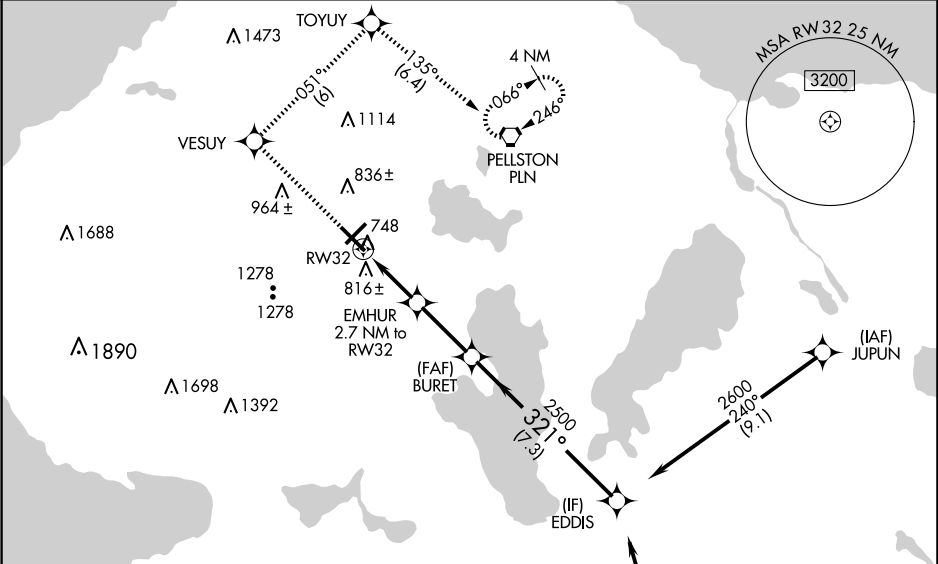 TOYUY
1473
135°
(6.4)
4 NM
066°
246°
PELLSTON
PLN
MSA RW32 25 NM
3200
051°
(6)
1114
VESUY
836±
964±
748
1688
RW32
816±
1278
1278
EMHUR
2.7 NM to
RW32
1890
(FAF)
BURET
1698
1392
2500
321°
(7.3)
(IAF)
JUPUN
2600
240°
(9.1)
(IF)
EDDIS